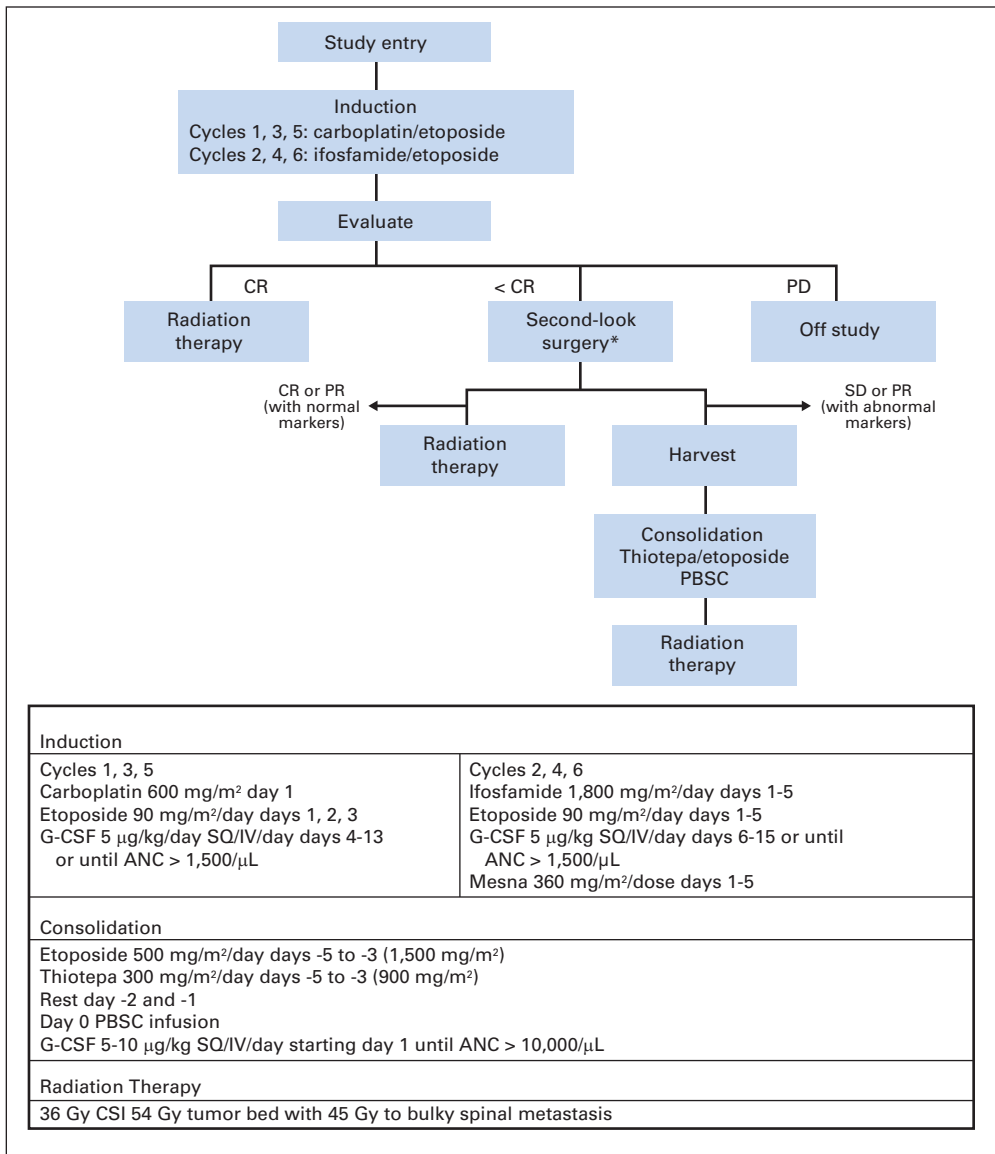 Study entry
Induction
Cycles 1, 3, 5: carboplatin/etoposide
Cycles 2, 4, 6: ifosfamide/etoposide
Evaluate
CR
< CR
PD
Radiation
therapy
Second-look
surgery*
Off study
CR or PR
(with normal
markers)
SD or PR
(with abnormal
markers)
Radiation
therapy
Harvest
Consolidation
Thiotepa/etoposide
PBSC
Radiation
therapy
Induction
Cycles 1, 3, 5
Carboplatin 600 mg/m² day 1
Etoposide 90 mg/m²/day days 1, 2, 3
G-CSF 5 µg/kg/day SQ/IV/day days 4-13
or until ANC > 1,500/µL
Cycles 2, 4, 6
Ifosfamide 1,800 mg/m²/day days 1-5
Etoposide 90 mg/m²/day days 1-5
G-CSF 5 µg/kg SQ/IV/day days 6-15 or until
ANC > 1,500/µL
Mesna 360 mg/m²/dose days 1-5
Consolidation
Etoposide 500 mg/m²/day days -5 to -3 (1,500 mg/m²)
Thiotepa 300 mg/m²/day days -5 to -3 (900 mg/m²)
Rest day -2 and -1
Day 0 PBSC infusion
G-CSF 5-10 µg/kg SQ/IV/day starting day 1 until ANC > 10,000/µL
Radiation Therapy
36 Gy CSI 54 Gy tumor bed with 45 Gy to bulky spinal metastasis